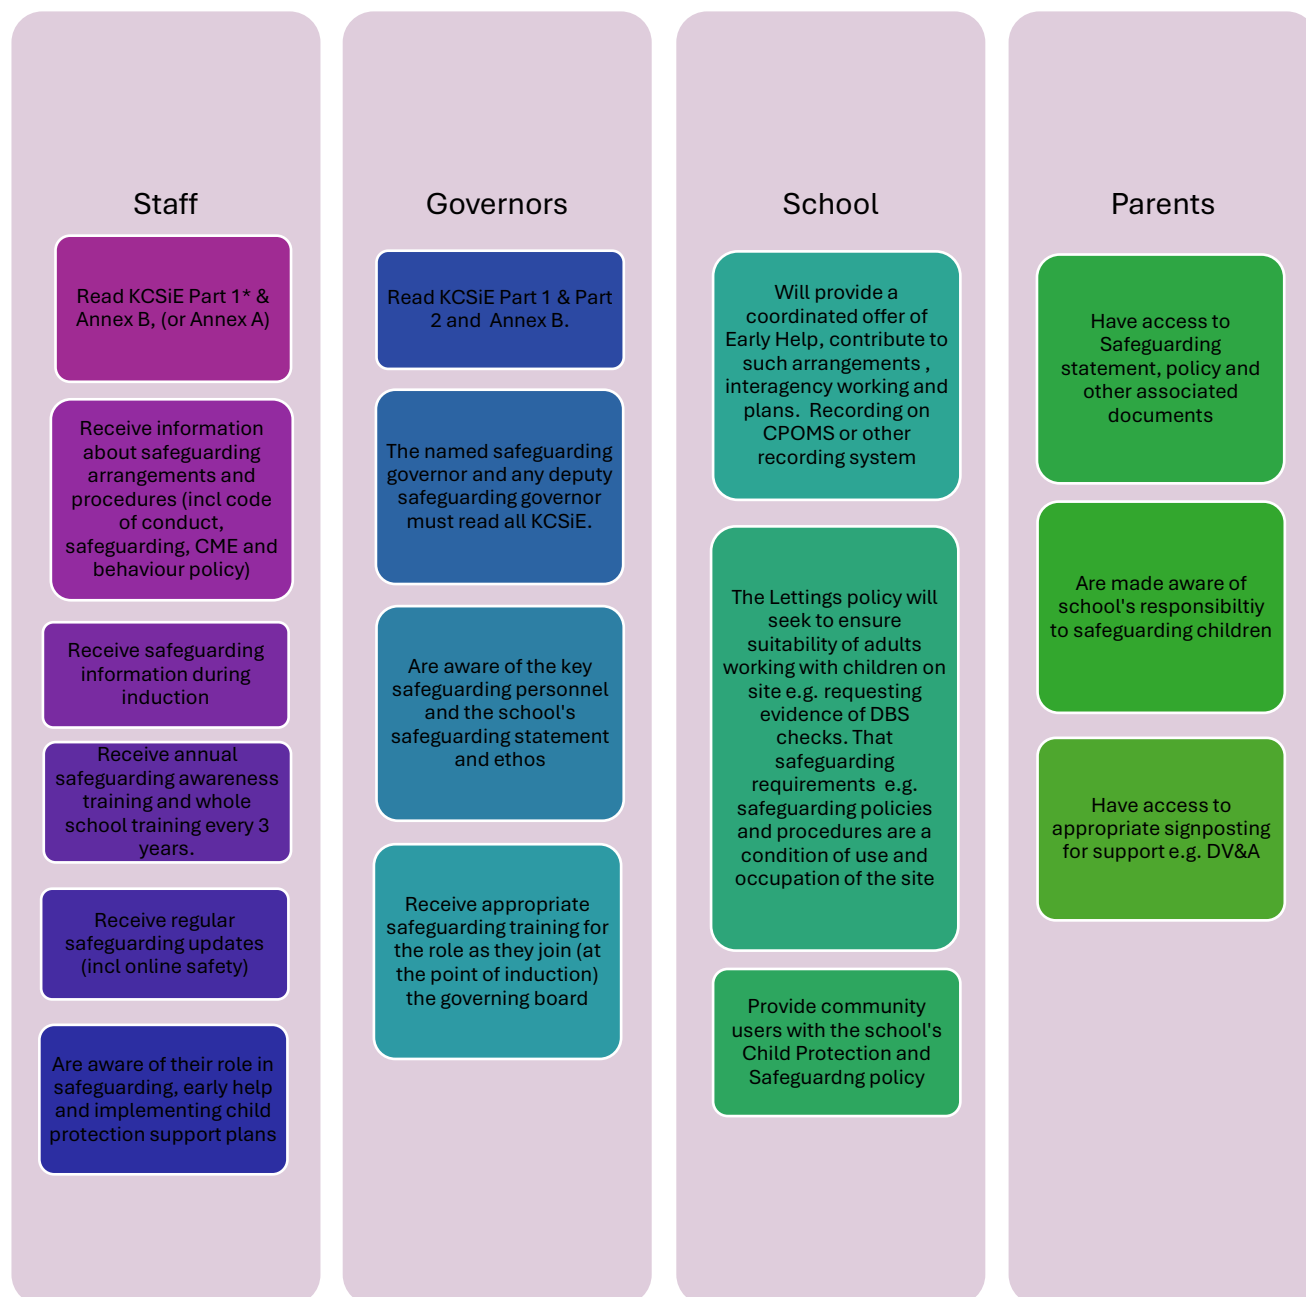 Staff
Read KCSiE Part 1* &
Annex B, (or Annex A)
Receive information
about safeguarding
arrangements and
procedures (incl code
of conduct,
safeguarding, CME and
behaviour policy)
Receive safeguarding
information during
induction
Receive annual
safeguarding awareness
training and whole
school training every 3
years.
Receive regular
safeguarding updates
(incl online safety)
Are aware of their role in
safeguarding, early help
and implementing child
protection support plans
Governors
Read KCSiE Part 1 & Part
2 and Annex B.
The named safeguarding
governor and any deputy
safeguarding governor
must read all KCSiE.
Are aware of the key
safeguarding personnel
and the school's
safeguarding statement
and ethos
Receive appropriate
safeguarding training for
the role as they join (at
the point of induction)
the governing board
School
Will provide a
coordinated offer of
Early Help, contribute to
such arrangements ,
interagency working and
plans. Recording on
CPOMS or other
recording system
The Lettings policy will
seek to ensure
suitability of adults
working with children on
site e.g. requesting
evidence of DBS
checks. That
safeguarding
requirements e.g.
safeguarding policies
and procedures are a
condition of use and
occupation of the site
Provide community
users with the school's
Child Protection and
Safeguardng policy
Parents
Have access to
Safeguarding
statement, policy and
other associated
documents
Are made aware of
school's responsibiltiy
to safeguarding children
Have access to
appropriate signposting
for support e.g. DV&A